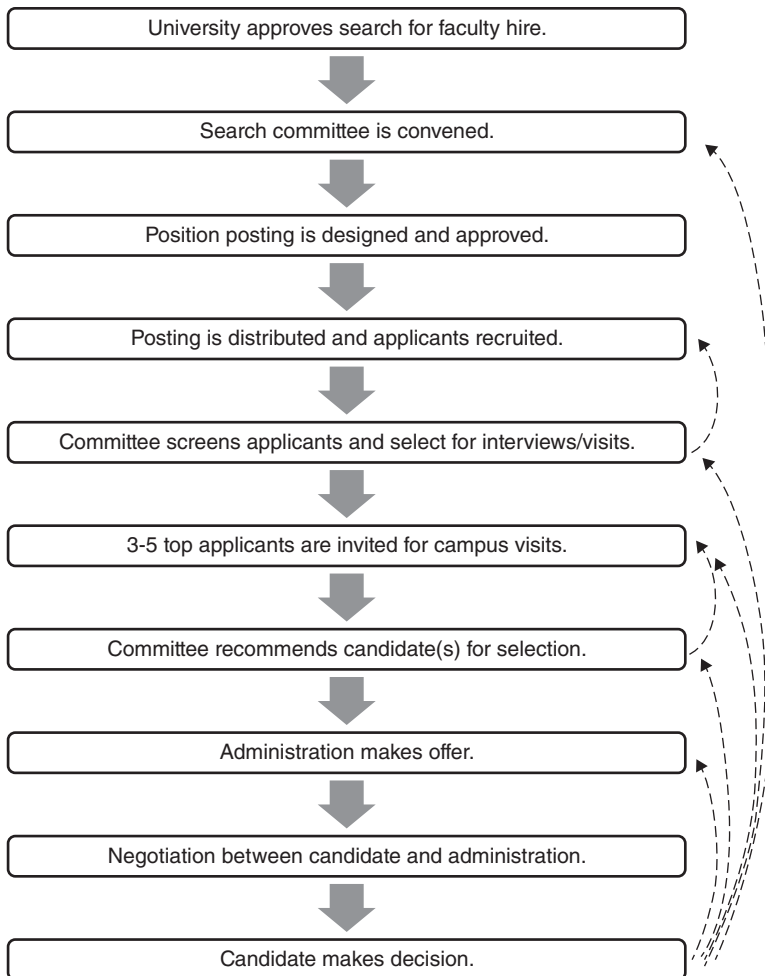 University approves search for faculty hire.
Search committee is convened.
Position posting is designed and approved.
Posting is distributed and applicants recruited.
Committee screens applicants and select for interviews/visits.
3-5 top applicants are invited for campus visits.
Committee recommends candidate(s) for selection.
Administration makes offer.
Negotiation between candidate and administration.
Candidate makes decision.